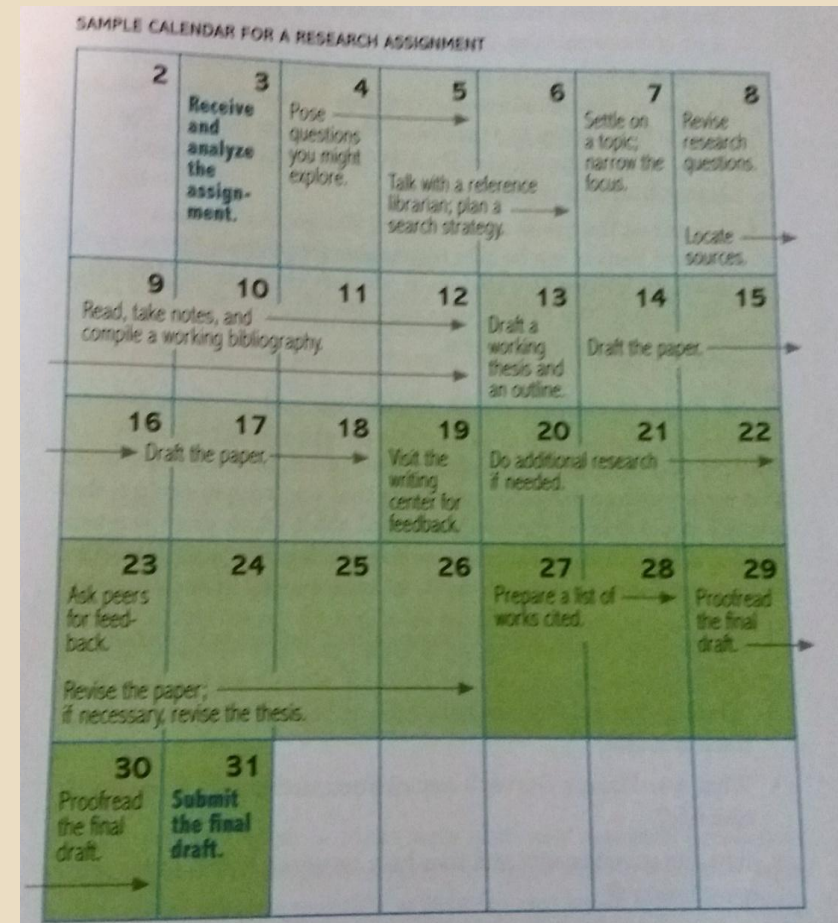 SAMPLE CALENDAR FOR A RESEARCH ASSIGNMENT
2
3
Receive
and
analyze
the
assign-
ment.
4
Pose
questions
you might
explore.
5
6
Talk with a reference
librarian; plan a
search strategy.
7
Settle on
a topic;
narrow the
focus.
8
Revise
research
questions.
Locate
sources.
9
10
11
12
Read, take notes, and
compile a working bibliography.
13
Draft a
working
thesis and
an outline.
14
15
Draft the paper.
16
17
18
Draft the paper.
19
Visit the
writing
center for
feedback.
20
21
22
Do additional research
if needed.
23
Ask peers
for feed-
back.
24
25
26
Revise the paper;
if necessary, revise the thesis.
27
28
Prepare a list of
works cited.
29
Proofread
the final
draft.
30
Proofread
the final
draft.
31
Submit
the final
draft.